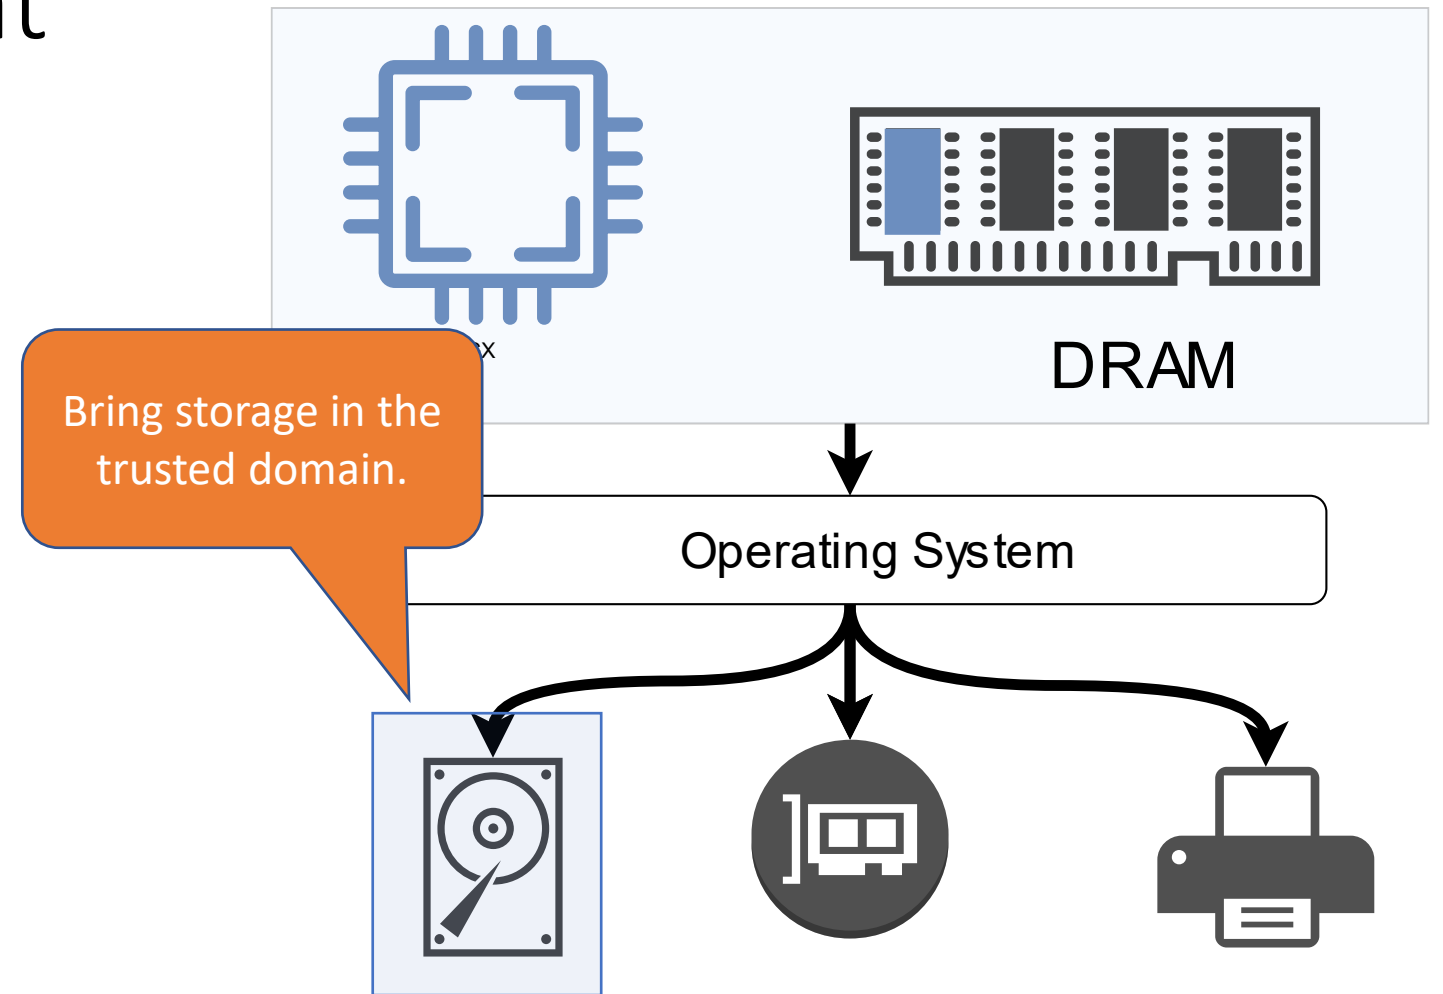 DRAM
Bring storage in the
trusted domain.
Operating System